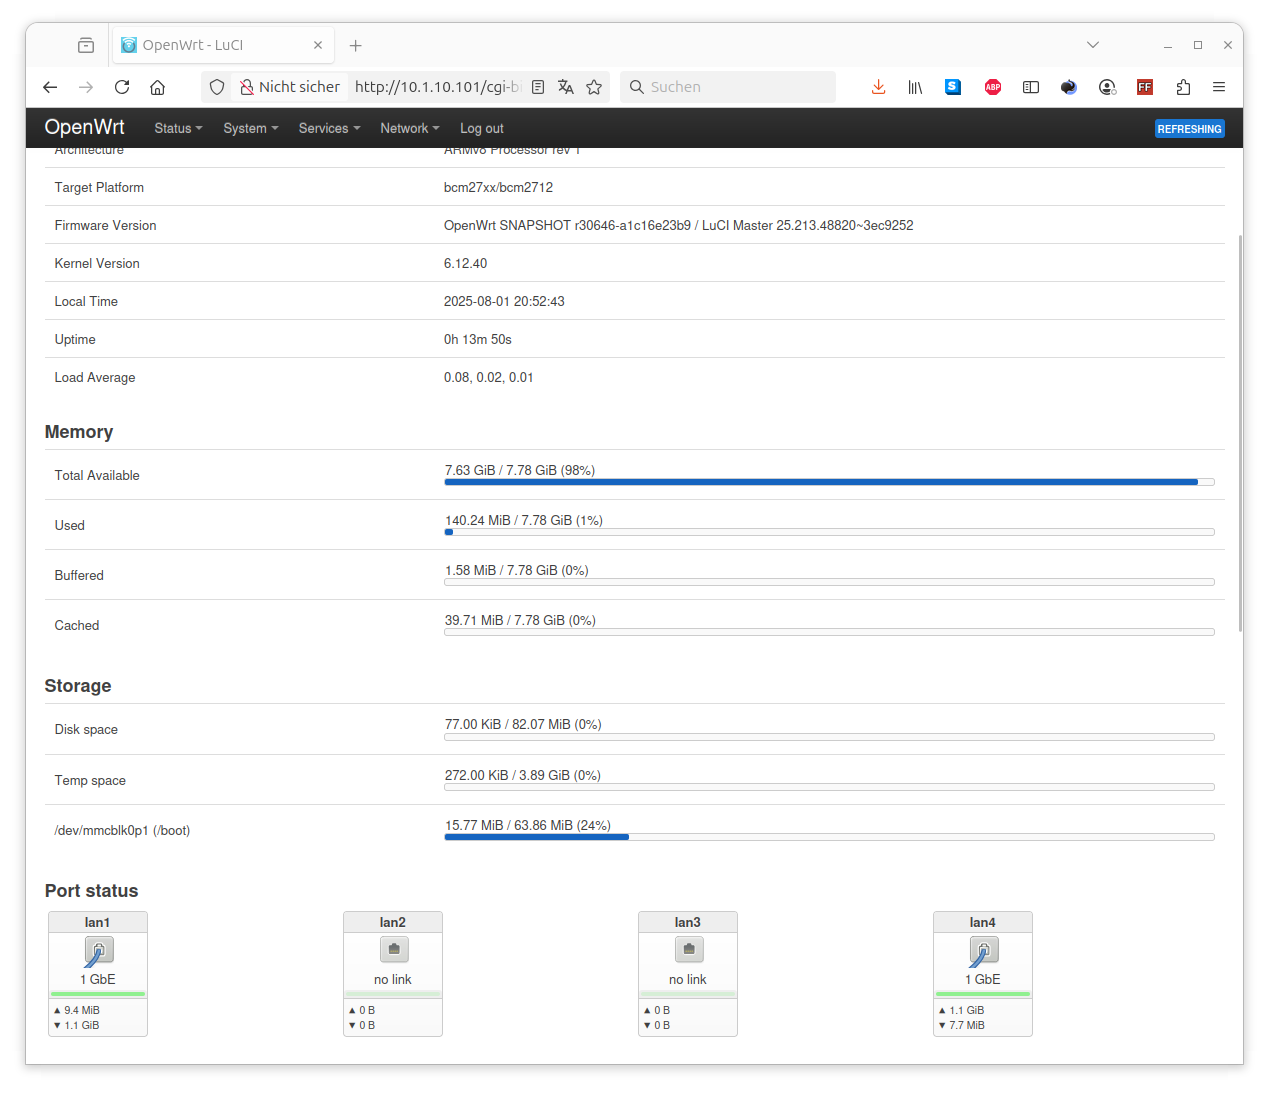 OpenWrt - LuCI
Nicht sicher http://10.1.10.101/cgi-b
Suchen
ABP
FF
OpenWrt Status System Services Network Log out REFRESHING
Architecture ARMv8 Processor rev 1
Target Platform bcm27xx/bcm2712
Firmware Version OpenWrt SNAPSHOT r30646-a1c16e23b9 / LuCI Master 25.213.48820~3ec9252
Kernel Version 6.12.40
Local Time 2025-08-01 20:52:43
Uptime 0h 13m 50s
Load Average 0.08, 0.02, 0.01
Memory
Total Available 7.63 GiB / 7.78 GiB (98%)
Used 140.24 MiB / 7.78 GiB (1%)
Buffered 1.58 MiB / 7.78 GiB (0%)
Cached 39.71 MiB / 7.78 GiB (0%)
Storage
Disk space 77.00 KiB / 82.07 MiB (0%)
Temp space 272.00 KiB / 3.89 GiB (0%)
/dev/mmcblk0p1 (/boot) 15.77 MiB / 63.86 MiB (24%)
Port status
lan1 lan2 lan3 lan4
1 GbE no link no link 1 GbE
▲ 9.4 MiB ▲ 0 B ▲ 0 B ▲ 1.1 GiB
▼ 1.1 GiB ▼ 0 B ▼ 0 B ▼ 7.7 MiB